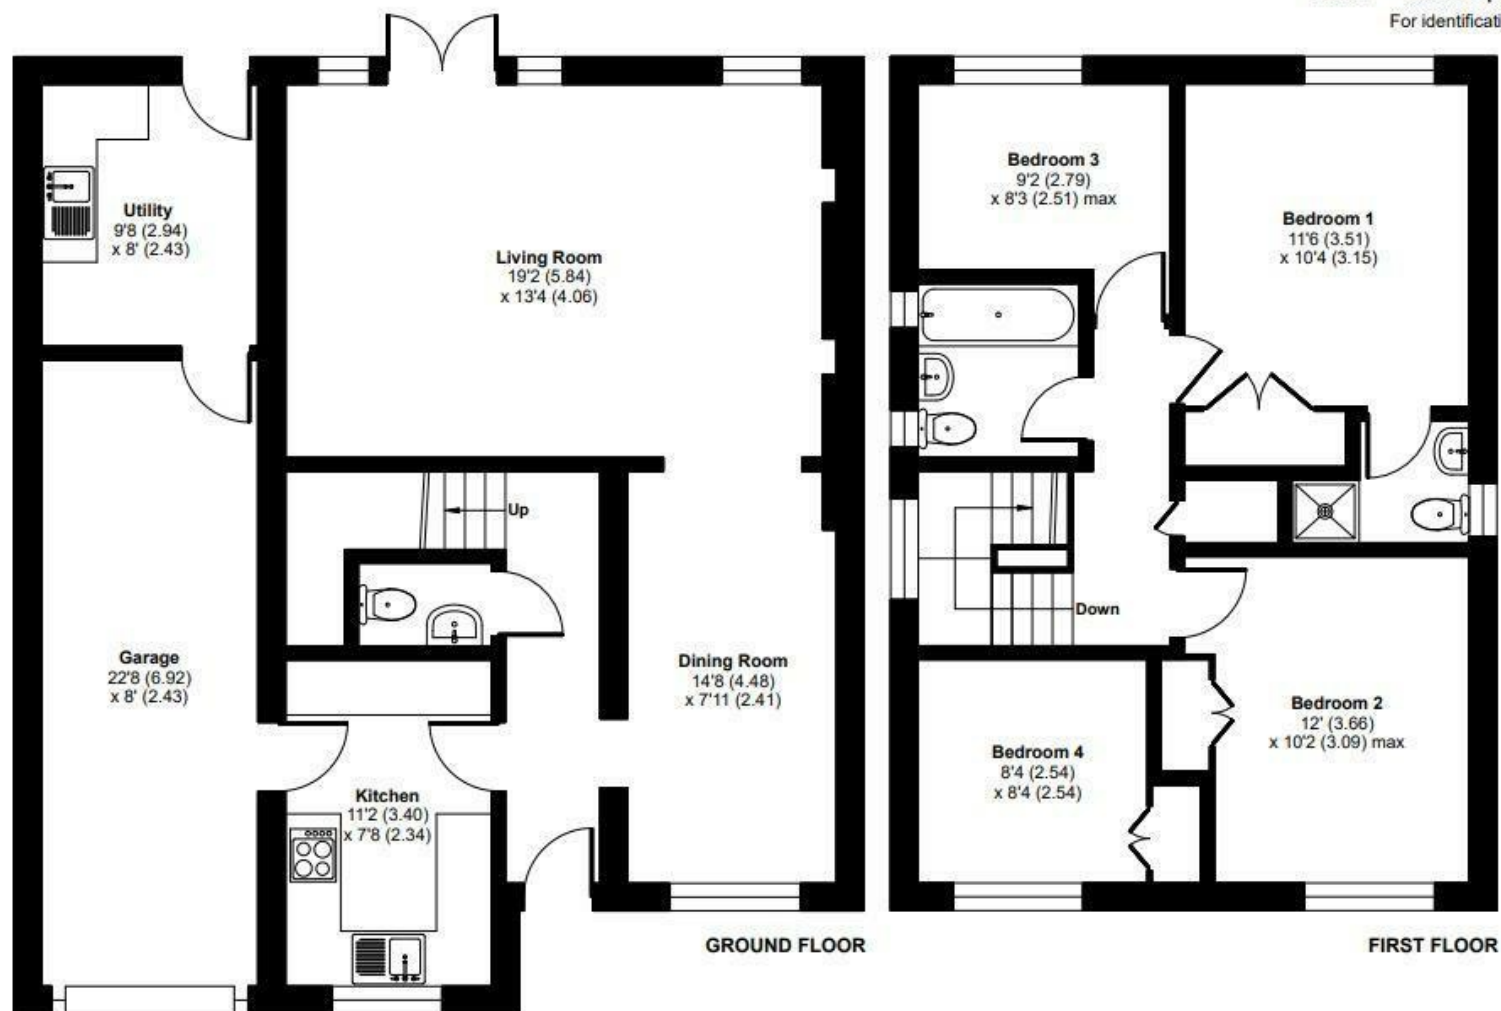 For identificati
Utility
9'8 (2.94)
x 8' (2.43)
Living Room
19'2 (5.84)
x 13'4 (4.06)
Up
Garage
22'8 (6.92)
x 8' (2.43)
Dining Room
14'8 (4.48)
x 7'11 (2.41)
Kitchen
11'2 (3.40)
x 7'8 (2.34)
GROUND FLOOR
Bedroom 3
9'2 (2.79)
x 8'3 (2.51) max
Bedroom 1
11'6 (3.51)
x 10'4 (3.15)
Down
Bedroom 4
8'4 (2.54)
x 8'4 (2.54)
Bedroom 2
12' (3.66)
x 10'2 (3.09) max
FIRST FLOOR